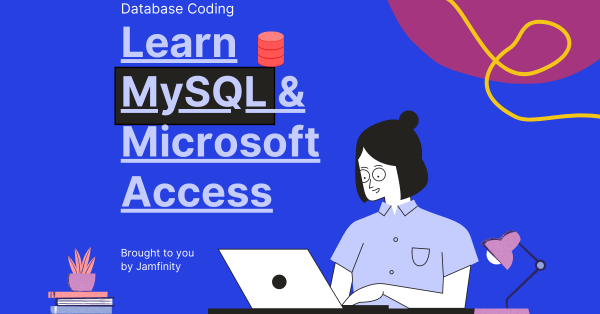 Database Coding
Learn
MySQL &
Microsoft
Access
Brought to you
by Jamfinity